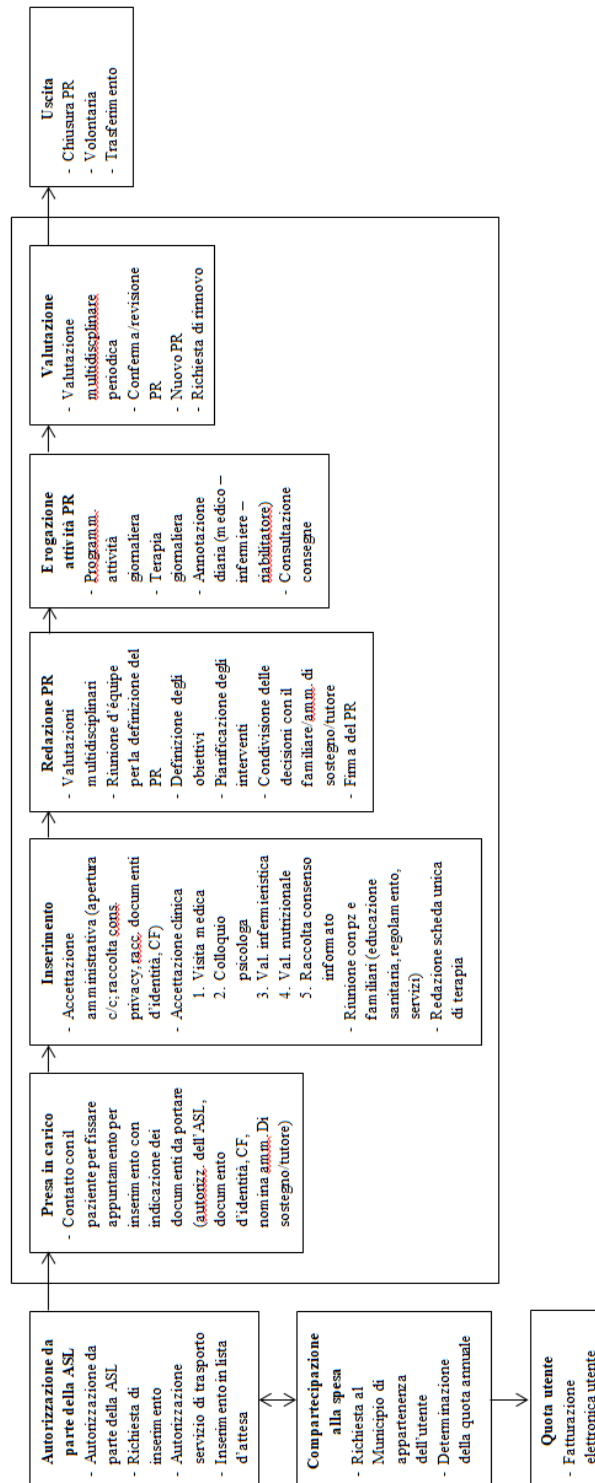 Autorizzazione da
parte della ASL
- Autorizzazione da
parte della ASL
- Richiesta di
inserimento
- Autorizzazione
servizio di trasporto
- Inserimento in lista
d'attesa
Compartecipazione
alla spesa
- Richiesta al
Municipio di
appartenenza
dell'utente
- Determinazione
della quota annuale
Quota utente
- Fatturazione
elettronica utente
Presa in carico
- Contatto con il
paziente per fissare
appuntamento per
inserimento con
indicazione dei
documenti da portare
(autorizz. dell'ASL,
documento
d'identità, CF,
nomina amm. Di
sostegno/tutore)
Inserimento
- Accettazione
amministrativa (apertura
c/c; raccolta cons.
privacy, racc. documenti
d'identità, CF)
- Accettazione clinica
1. Visita medica
2. Colloquio
psicologa
3. Val. infermieristica
4. Val. nutrizionale
5. Raccolta consenso
informato
- Riunione con pz e
familiari (educazione
sanitaria, regolamento,
servizi)
- Redazione scheda unica
di terapia
Redazione PR
- Valutazioni
multidisciplinari
- Riunione d'équipe
per la definizione del
PR
- Definizione degli
obiettivi
- Pianificazione degli
interventi
- Condivisione delle
decisioni con il
familiare/amm. di
sostegno/tutore
- Firma del PR
Erogazione
attività PR
- Programm.
attività
giornaliera
- Terapia
giornaliera
- Annotazione
diaria (medico –
infermiere –
riabilitatore)
- Consultazione
consegne
Valutazione
- Valutazione
multidiscplinare
periodica
- Conferma/revisione
PR
- Nuovo PR
- Richiesta di rinnovo
Uscita
- Chiusura PR
- Volontaria
- Trasferimento